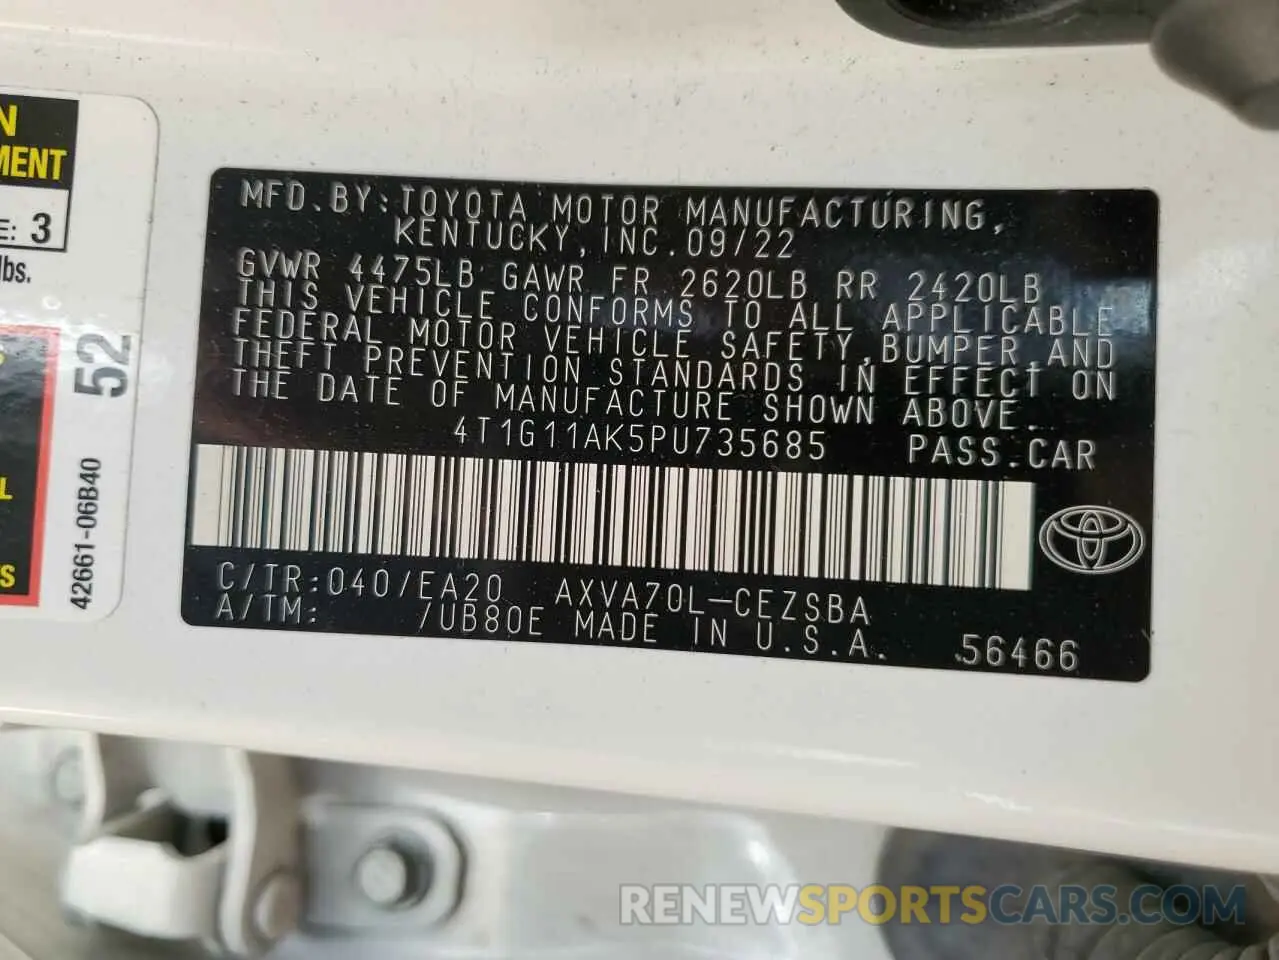 N
MENT
E: 3
lbs.
S
L
S
52
42661-06B40
MFD.BY:TOYOTA MOTOR MANUFACTURING,
KENTUCKY,INC.09/22
GVWR 4475LB GAWR FR 2620LB RR 2420LB
THIS VEHICLE CONFORMS TO ALL APPLICABLE
FEDERAL MOTOR VEHICLE SAFETY,BUMPER,AND
THEFT PREVENTION STANDARDS IN EFFECT ON
THE DATE OF MANUFACTURE SHOWN ABOVE.
4T1G11AK5PU735685 PASS.CAR
C/TR:040/EA20 AXVA70L-CEZSBA
A/TM: /UB80E MADE IN U.S.A. 56466
RENEWSPORTSCARS.COM